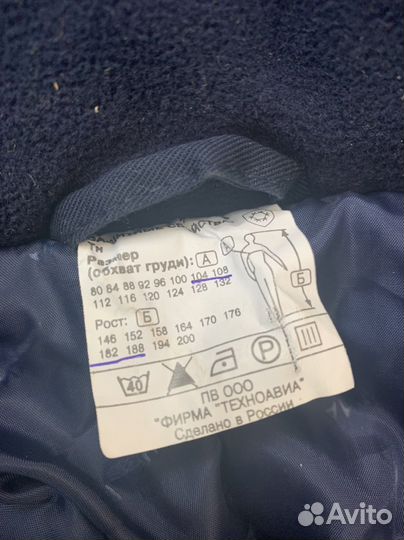 Размер
(обхват груди): А
80 84 88 92 96 100 104 108
112 116 120 124 128 132
Рост: Б
146 152 158 164 170 176
182 188 194 200
А
Б
40
Р
ПВ ООО
"ФИРМА "ТЕХНОАВИА"
Сделано в России
Avito